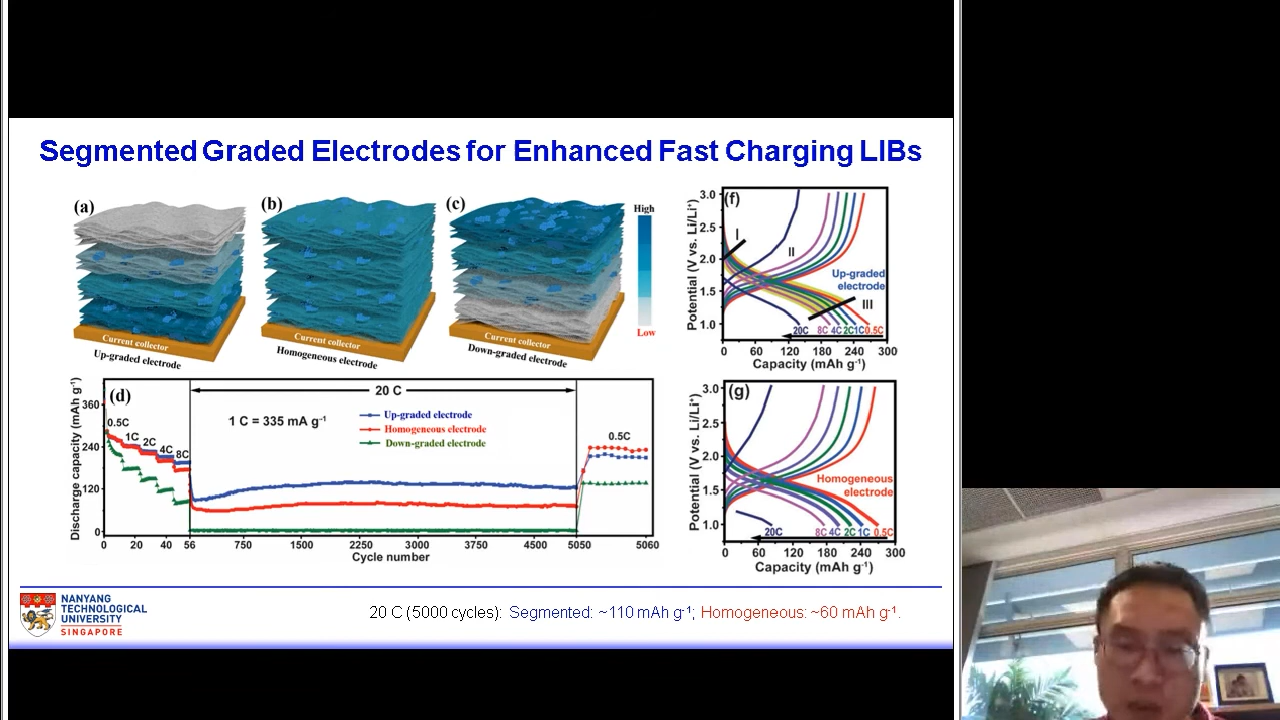 Segmented Graded Electrodes for Enhanced Fast Charging LIBs
(a)
Current collector
Up-graded electrode
(b)
Current collector
Homogeneous electrode
(c)
Current collector
Down-graded electrode
High
Low
(d)
Discharge capacity (mAh g⁻¹)
360
240
120
0
0.5C
1C
2C
4C
8C
20 C
1 C = 335 mA g⁻¹
Up-graded electrode
Homogeneous electrode
Down-graded electrode
0.5C
0 20 40 56 750 1500 2250 3000 3750 4500 5050 5060
Cycle number
(f)
Potential (V vs. Li/Li⁺)
3.0
2.5
2.0
1.5
1.0
I
II
III
Up-graded
electrode
20C 8C 4C 2C 1C 0.5C
0 60 120 180 240 300
Capacity (mAh g⁻¹)
(g)
Potential (V vs. Li/Li⁺)
3.0
2.5
2.0
1.5
1.0
Homogeneous
electrode
20C 8C 4C 2C 1C 0.5C
0 60 120 180 240 300
Capacity (mAh g⁻¹)
NANYANG
TECHNOLOGICAL
UNIVERSITY
SINGAPORE
20 C (5000 cycles): Segmented: ~110 mAh g⁻¹; Homogeneous: ~60 mAh g⁻¹.